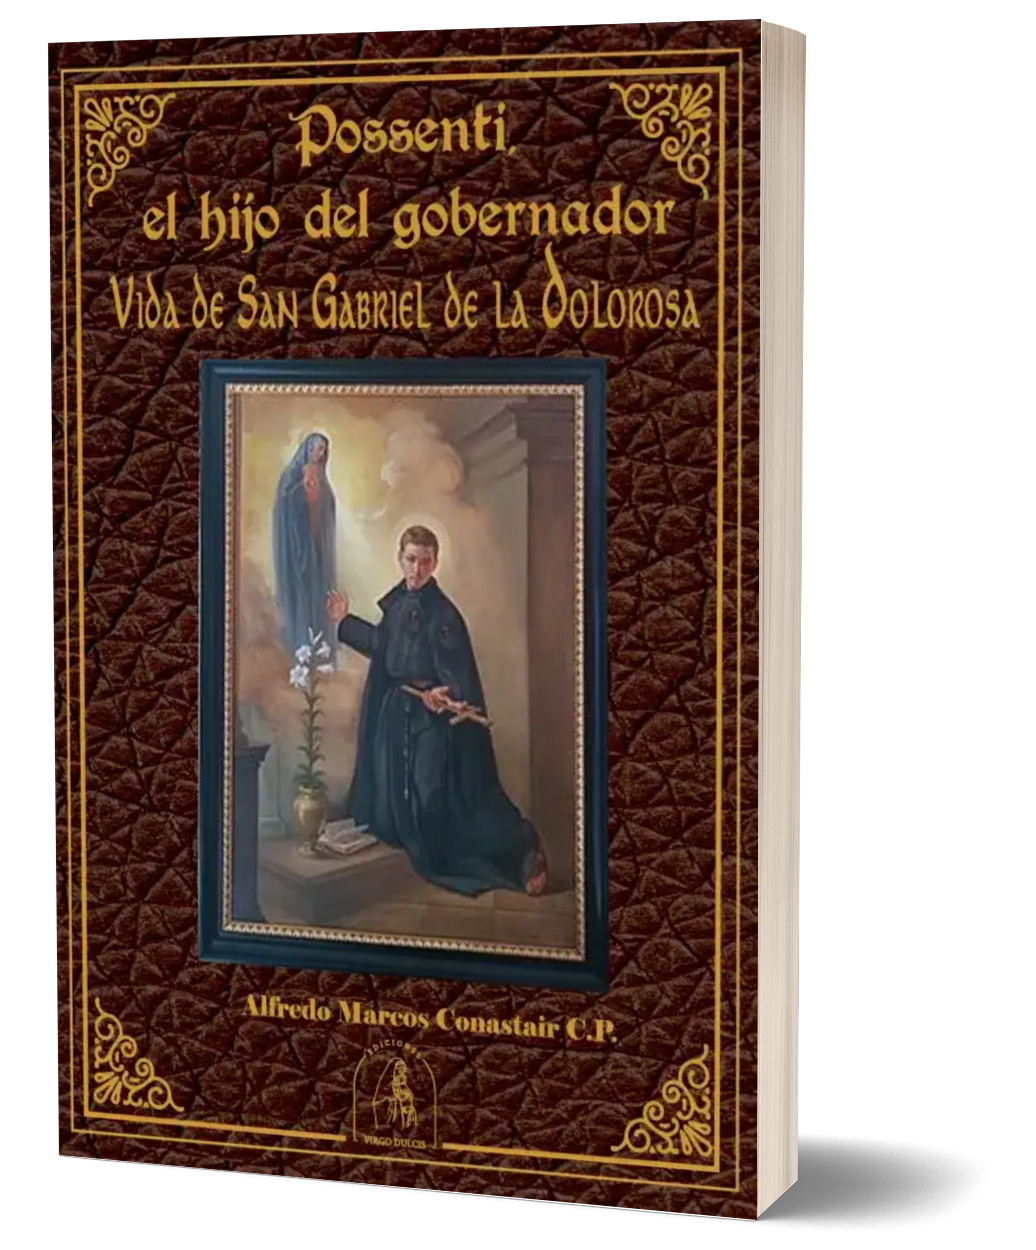 Possenti,
el hijo del gobernador
Vida de San Gabriel de la Dolorosa
Alfredo Marcos Conastair C.P.
EDICIONES
VIRGO DULCIS